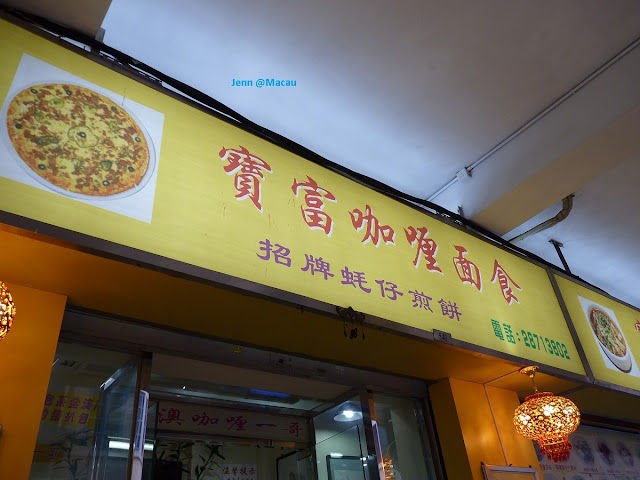 Jenn @Macau
寶富咖喱面食
招牌蚝仔煎餅
電話:28713802
澳咖喱一哥